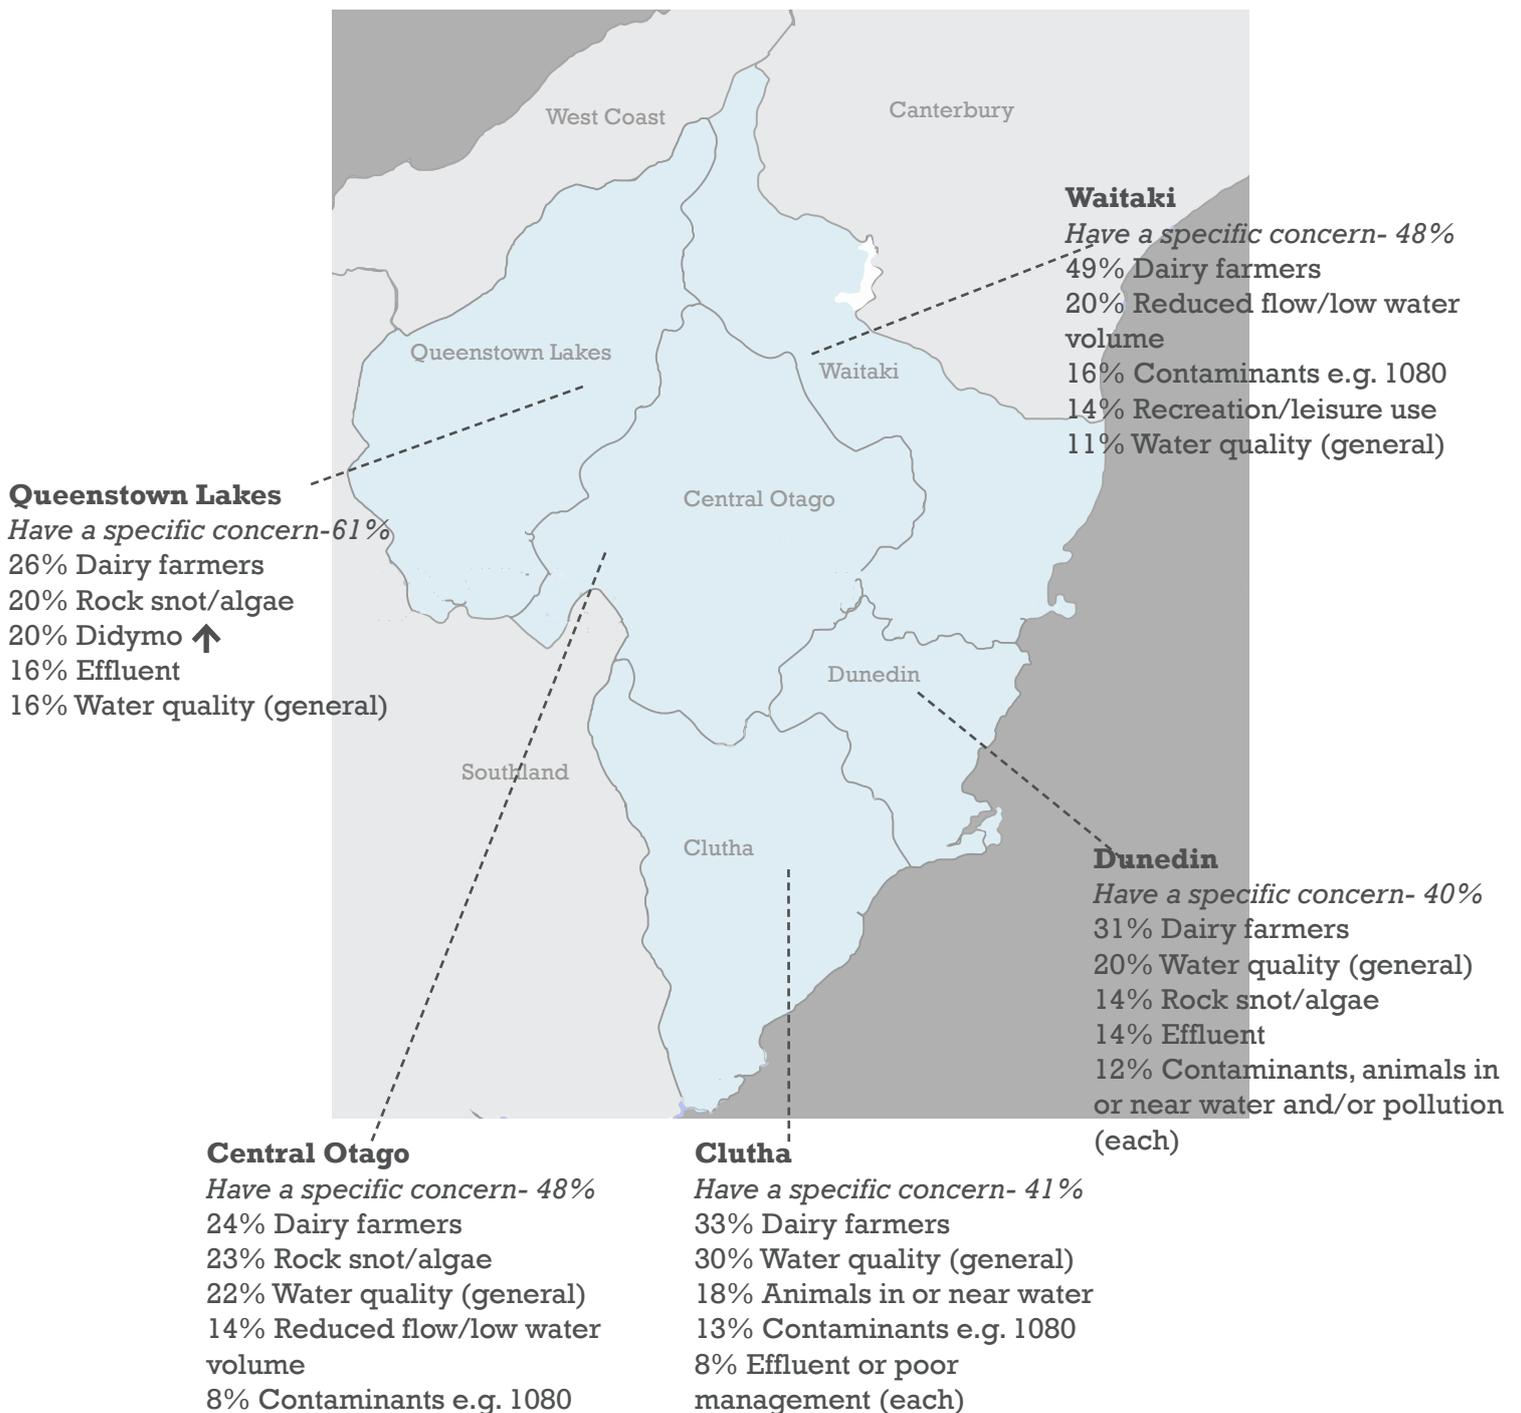 West Coast
Canterbury
Queenstown Lakes
Waitaki
Central Otago
Dunedin
Southland
Clutha
Waitaki
Have a specific concern- 48%
49% Dairy farmers
20% Reduced flow/low water
volume
16% Contaminants e.g. 1080
14% Recreation/leisure use
11% Water quality (general)
Queenstown Lakes
Have a specific concern-61%
26% Dairy farmers
20% Rock snot/algae
20% Didymo ↑
16% Effluent
16% Water quality (general)
Dunedin
Have a specific concern- 40%
31% Dairy farmers
20% Water quality (general)
14% Rock snot/algae
14% Effluent
12% Contaminants, animals in
or near water and/or pollution
(each)
Central Otago
Have a specific concern- 48%
24% Dairy farmers
23% Rock snot/algae
22% Water quality (general)
14% Reduced flow/low water
volume
8% Contaminants e.g. 1080
Clutha
Have a specific concern- 41%
33% Dairy farmers
30% Water quality (general)
18% Animals in or near water
13% Contaminants e.g. 1080
8% Effluent or poor
management (each)